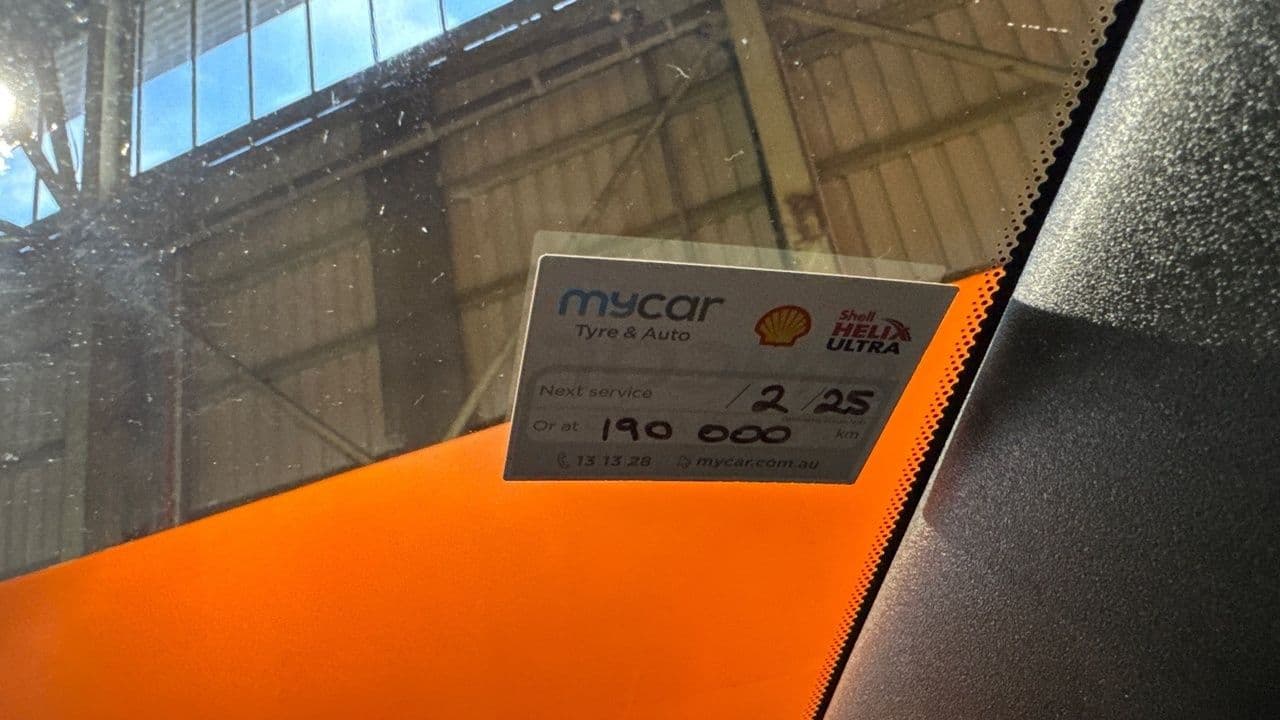 mycar
Tyre & Auto
Shell
HELIX
ULTRA
Next service / 2 / 25
Or at 190 000 km
13 13 28 mycar.com.au